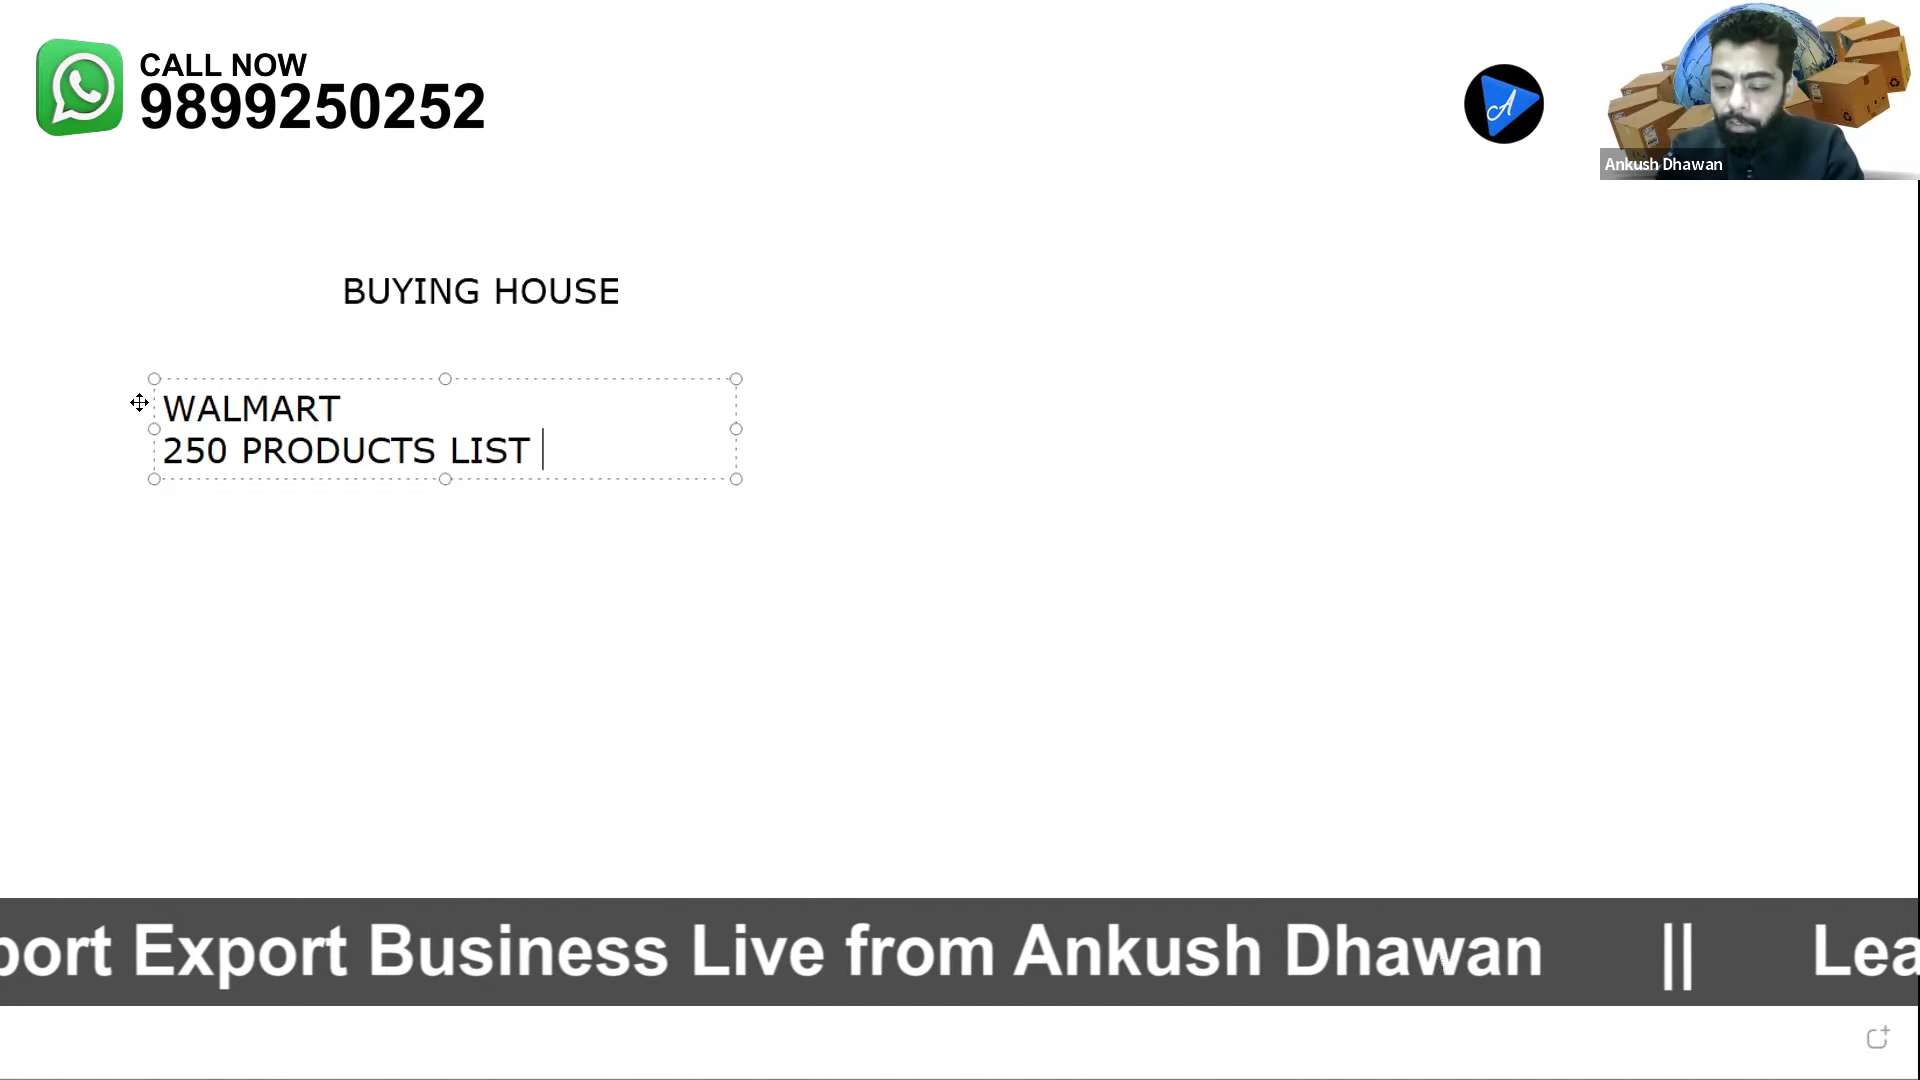 CALL NOW
9899250252
A
Ankush Dhawan
BUYING HOUSE
WALMART
250 PRODUCTS LIST
port Export Business Live from Ankush Dhawan || Lea